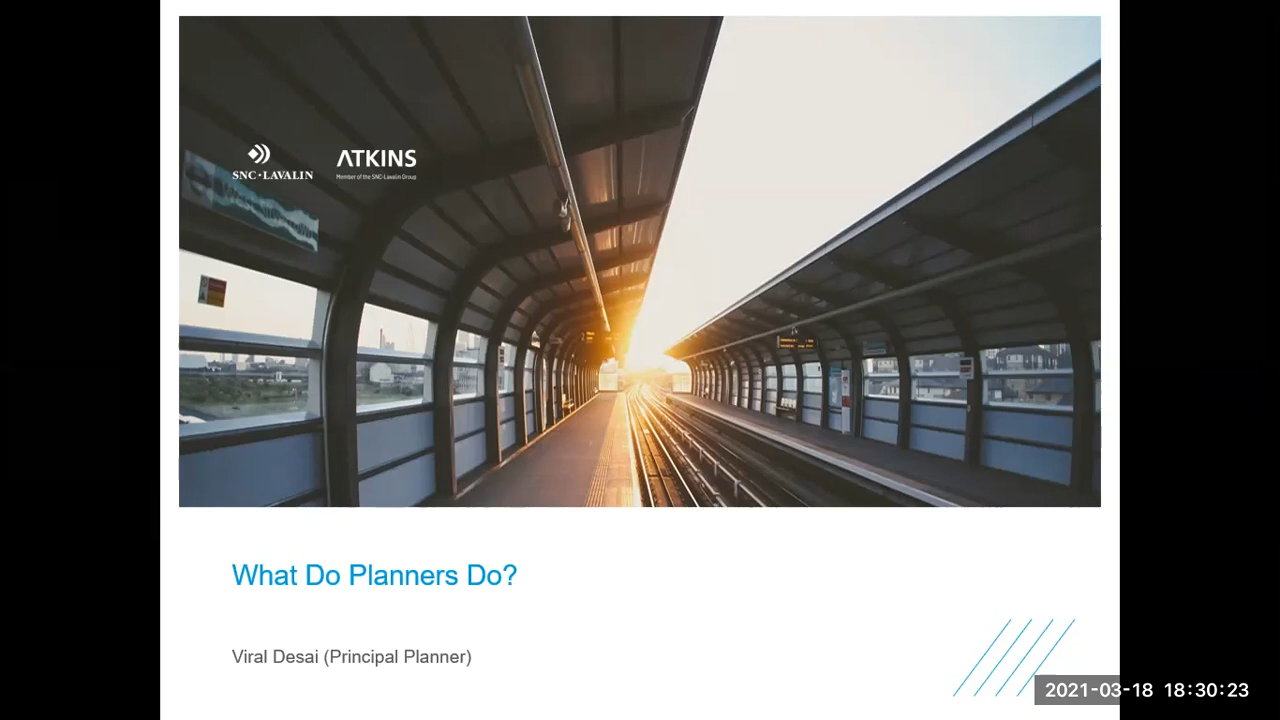 SNC·LAVALIN
ATKINS
Member of the SNC-Lavalin Group
What Do Planners Do?
Viral Desai (Principal Planner)
2021-03-18 18:30:23